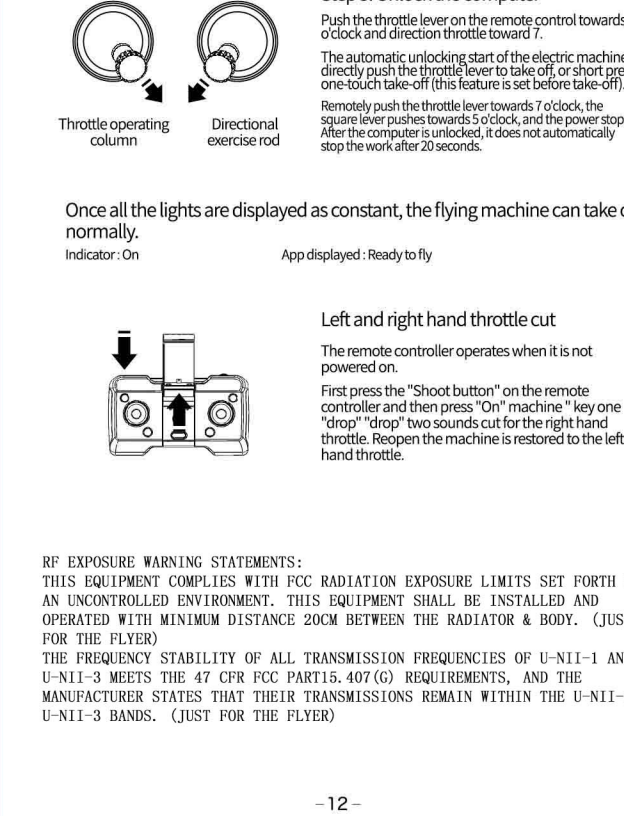 Push the throttle lever on the remote control towards
o'clock and direction throttle toward 7.
The automatic unlocking start of the electric machine
directly push the throttle lever to take off, or short pre
one-touch take-off (this feature is set before take-off).
Remotely push the throttle lever towards 7 o'clock, the
square lever pushes towards 5 o'clock, and the power stop
After the computer is unlocked, it does not automatically
stop the work after 20 seconds.
Throttle operating
column
Directional
exercise rod
Once all the lights are displayed as constant, the flying machine can take
normally.
Indicator : On
App displayed : Ready to fly
Left and right hand throttle cut
The remote controller operates when it is not
powered on.
First press the "Shoot button" on the remote
controller and then press "On" machine " key one
"drop" "drop" two sounds cut for the right hand
throttle. Reopen the machine is restored to the left
hand throttle.
RF EXPOSURE WARNING STATEMENTS:
THIS EQUIPMENT COMPLIES WITH FCC RADIATION EXPOSURE LIMITS SET FORTH
AN UNCONTROLLED ENVIRONMENT. THIS EQUIPMENT SHALL BE INSTALLED AND
OPERATED WITH MINIMUM DISTANCE 20CM BETWEEN THE RADIATOR & BODY. (JUS
FOR THE FLYER)
THE FREQUENCY STABILITY OF ALL TRANSMISSION FREQUENCIES OF U-NII-1 AN
U-NII-3 MEETS THE 47 CFR FCC PART15.407(G) REQUIREMENTS, AND THE
MANUFACTURER STATES THAT THEIR TRANSMISSIONS REMAIN WITHIN THE U-NII-
U-NII-3 BANDS. (JUST FOR THE FLYER)
-12-